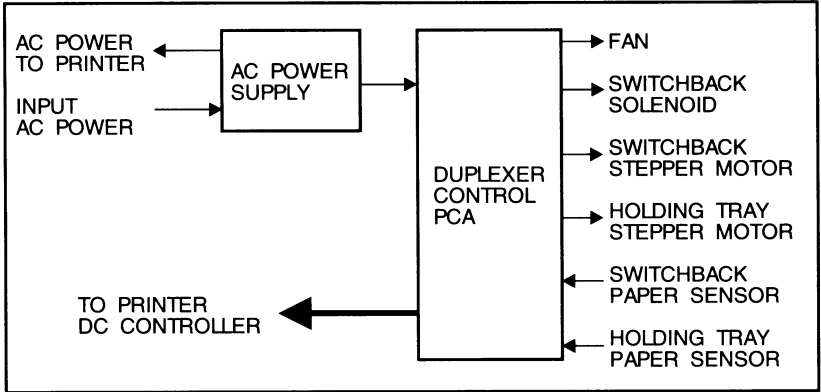 AC POWER
TO PRINTER
INPUT
AC POWER
AC POWER
SUPPLY
DUPLEXER
CONTROL
PCA
FAN
SWITCHBACK
SOLENOID
SWITCHBACK
STEPPER MOTOR
HOLDING TRAY
STEPPER MOTOR
SWITCHBACK
PAPER SENSOR
HOLDING TRAY
PAPER SENSOR
TO PRINTER
DC CONTROLLER